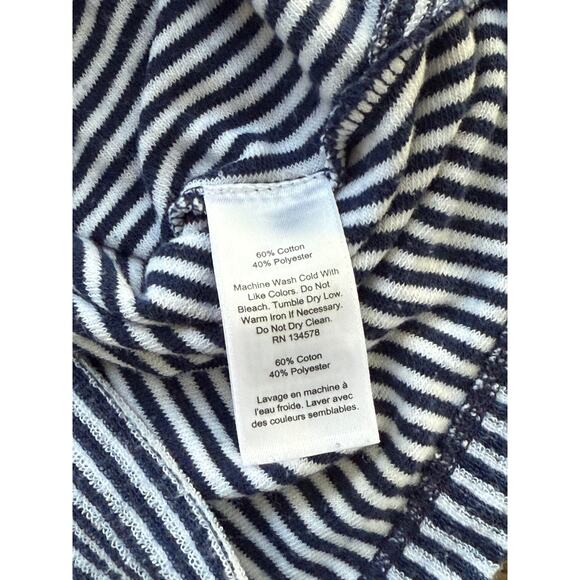 60% Cotton
40% Polyester
Machine Wash Cold With
Like Colors. Do Not
Bleach. Tumble Dry Low.
Warm Iron If Necessary.
Do Not Dry Clean.
RN 134578
60% Coton
40% Polyester
Lavage en machine à
l'eau froide. Laver avec
des couleurs semblables.